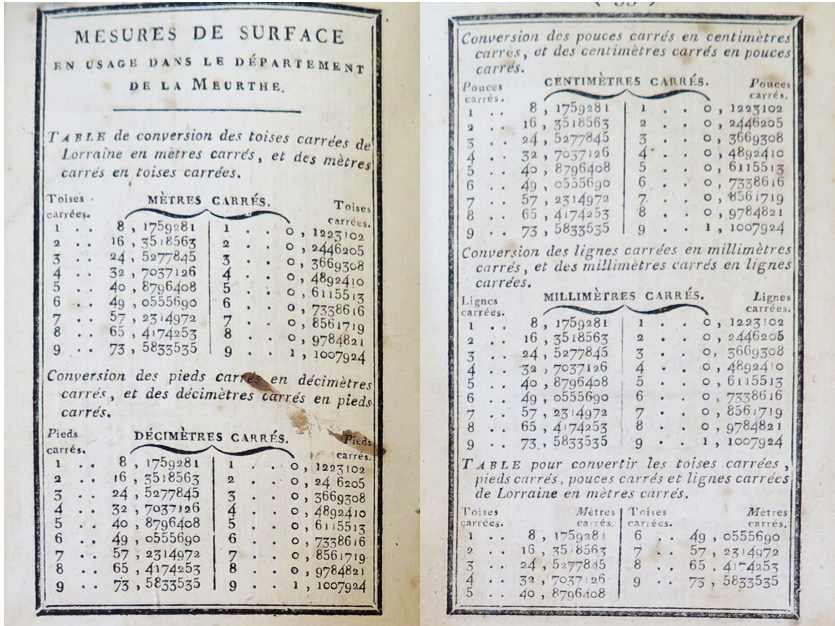 MESURES DE SURFACE
EN USAGE DANS LE DÉPARTEMENT
DE LA MEURTHE.
TABLE de conversion des toises carrées de
Lorraine en mètres carrés, et des mètres
carrés en toises carrées.
Toises carrées. MÈTRES CARRÉS. Toises carrées.
1 .. 8, 1759281 | 1 .. 0, 1223102
2 .. 16, 3518563 | 2 .. 0, 2446205
3 .. 24, 5277845 | 3 .. 0, 3669308
4 .. 32, 7037126 | 4 .. 0, 4892410
5 .. 40, 8796408 | 5 .. 0, 6115513
6 .. 49, 0555690 | 6 .. 0, 7338616
7 .. 57, 2314972 | 7 .. 0, 8561719
8 .. 65, 4174253 | 8 .. 0, 9784821
9 .. 73, 5833535 | 9 .. 1, 1007924
Conversion des pieds carrés en décimètres
carrés, et des décimètres carrés en pieds
carrés.
Pieds carrés. DÉCIMÈTRES CARRÉS. Pieds carrés.
1 .. 8, 1759281 | 1 .. 0, 1223102
2 .. 16, 3518563 | 2 .. 0, 24 6205
3 .. 24, 5277845 | 3 .. 0, 3669308
4 .. 32, 7037126 | 4 .. 0, 4892410
5 .. 40, 8796408 | 5 .. 0, 6115513
6 .. 49, 0555690 | 6 .. 0, 7338616
7 .. 57, 2314972 | 7 .. 0, 8561719
8 .. 65, 4174253 | 8 .. 0, 9784821
9 .. 73, 5833535 | 9 .. 1, 1007924
Conversion des pouces carrés en centimètres
carrés, et des centimètres carrés en pouces
carrés.
Pouces carrés. CENTIMÈTRES CARRÉS. Pouces carrés.
1 .. 8, 1759281 | 1 .. 0, 1223102
2 .. 16, 3518563 | 2 .. 0, 2446205
3 .. 24, 5277845 | 3 .. 0, 3669308
4 .. 32, 7037126 | 4 .. 0, 4892410
5 .. 40, 8796408 | 5 .. 0, 6115513
6 .. 49, 0555690 | 6 .. 0, 7338616
7 .. 57, 2314972 | 7 .. 0, 8561719
8 .. 65, 4174253 | 8 .. 0, 9784821
9 .. 73, 5833535 | 9 .. 1, 1007924
Conversion des lignes carrées en millimètres
carrés, et des millimètres carrés en lignes
carrées.
Lignes carrées. MILLIMÈTRES CARRÉS. Lignes carrées.
1 .. 8, 1759281 | 1 .. 0, 1223102
2 .. 16, 3518563 | 2 .. 0, 2446205
3 .. 24, 5277845 | 3 .. 0, 3669308
4 .. 32, 7037126 | 4 .. 0, 4892410
5 .. 40, 8796408 | 5 .. 0, 6115513
6 .. 49, 0555690 | 6 .. 0, 7338616
7 .. 57, 2314972 | 7 .. 0, 8561719
8 .. 65, 4174253 | 8 .. 0, 9784821
9 .. 73, 5833535 | 9 .. 1, 1007924
TABLE pour convertir les toises carrées,
pieds carrés, pouces carrés et lignes carrées
de Lorraine en mètres carrés.
Toises carrées. Mètres carrés. | Toises carrées. Mètres carrés.
1 .. 8, 1759281 | 6 .. 49, 0555690
2 .. 16, 3518563 | 7 .. 57, 2314972
3 .. 24, 5277845 | 8 .. 65, 4174253
4 .. 32, 7037126 | 9 .. 73, 5833535
5 .. 40, 8796408